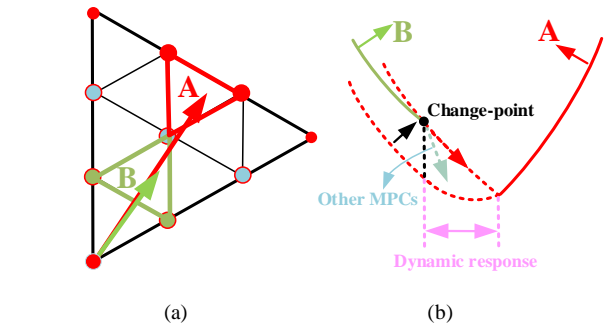 A
B
B
A
Change-point
Other MPCs
Dynamic response
(a)
(b)